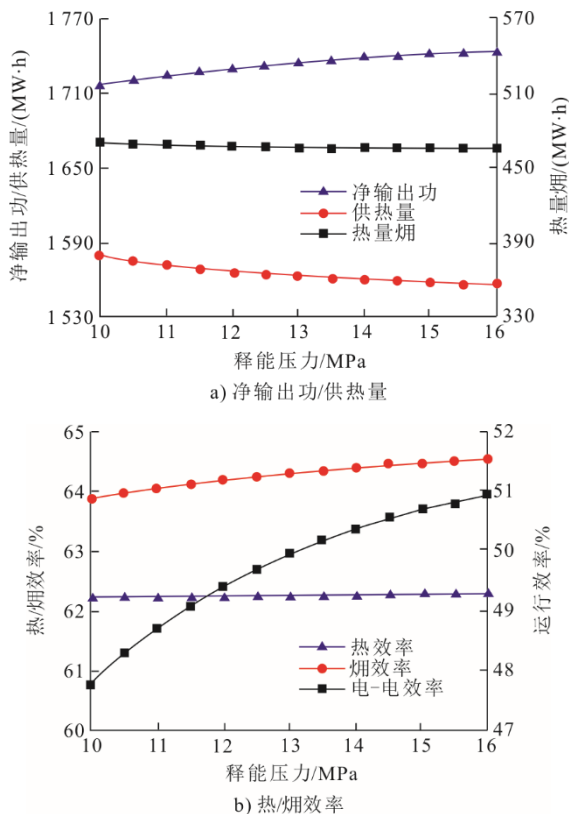 1 770
1 710
1 650
1 590
1 530
净输出功/供热量/(MW·h)
570
510
450
390
330
热量㶲/(MW·h)
净输出功
供热量
热量㶲
10 11 12 13 14 15 16
释能压力/MPa
a) 净输出功/供热量
65
64
63
62
61
60
热/㶲效率/%
52
51
50
49
48
47
运行效率/%
热效率
㶲效率
电-电效率
10 11 12 13 14 15 16
释能压力/MPa
b) 热/㶲效率